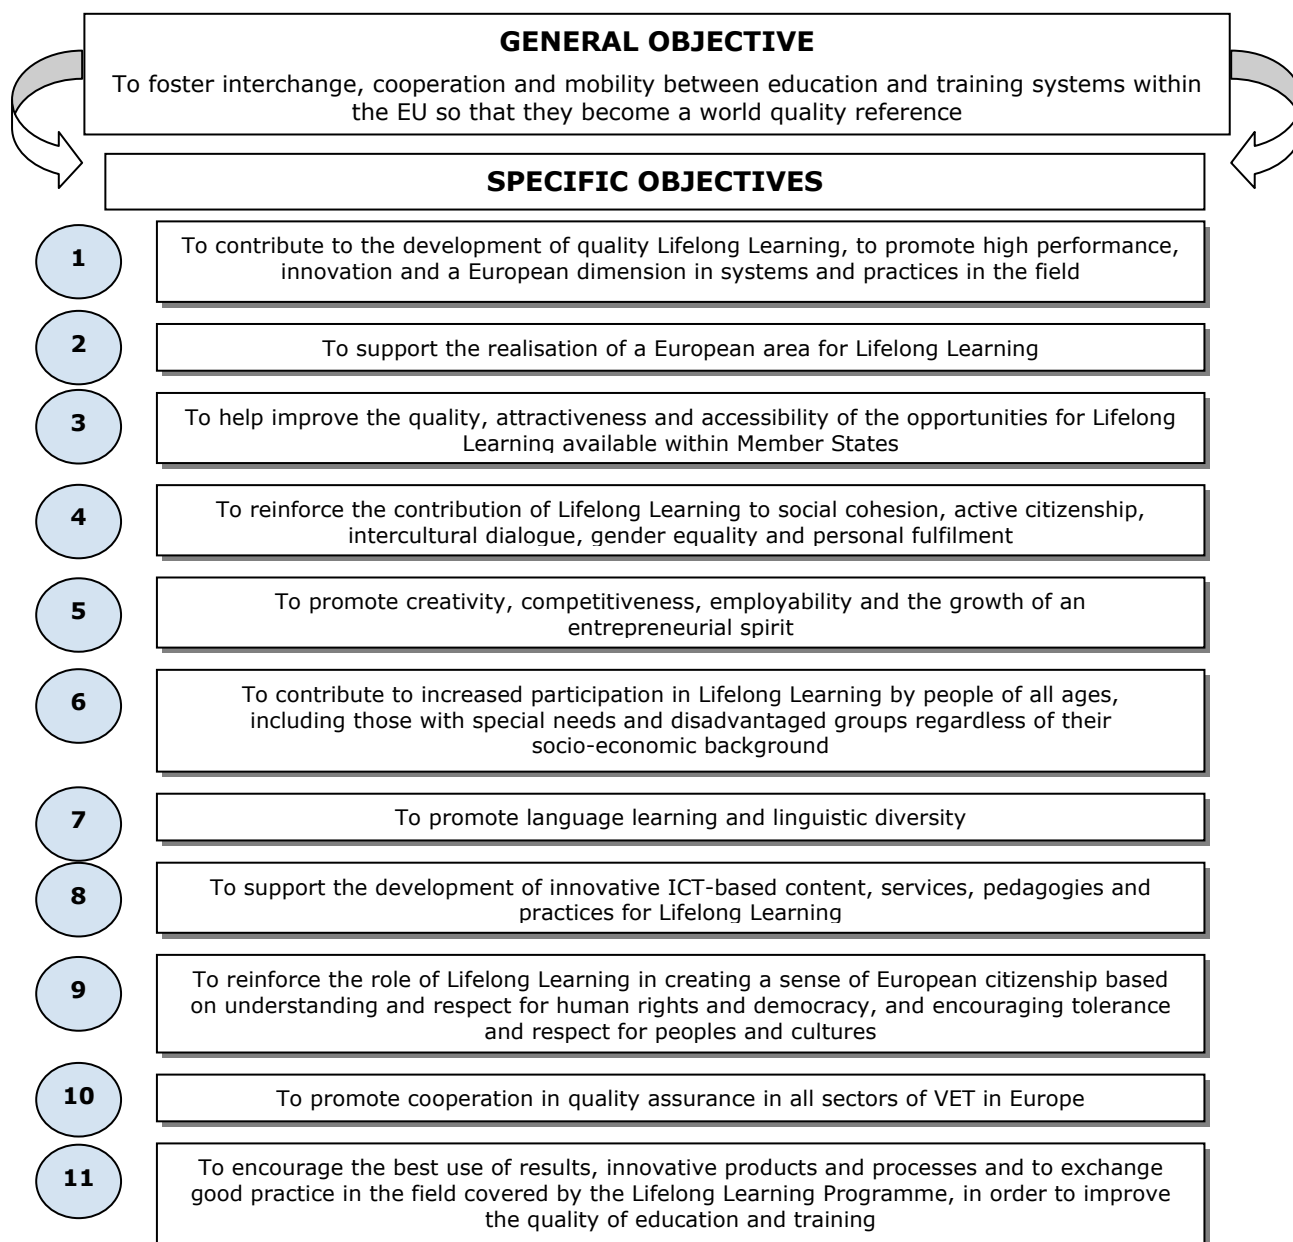 GENERAL OBJECTIVE
To foster interchange, cooperation and mobility between education and training systems within
the EU so that they become a world quality reference
SPECIFIC OBJECTIVES
1
To contribute to the development of quality Lifelong Learning, to promote high performance,
innovation and a European dimension in systems and practices in the field
2
To support the realisation of a European area for Lifelong Learning
3
To help improve the quality, attractiveness and accessibility of the opportunities for Lifelong
Learning available within Member States
4
To reinforce the contribution of Lifelong Learning to social cohesion, active citizenship,
intercultural dialogue, gender equality and personal fulfilment
5
To promote creativity, competitiveness, employability and the growth of an
entrepreneurial spirit
6
To contribute to increased participation in Lifelong Learning by people of all ages,
including those with special needs and disadvantaged groups regardless of their
socio-economic background
7
To promote language learning and linguistic diversity
8
To support the development of innovative ICT-based content, services, pedagogies and
practices for Lifelong Learning
9
To reinforce the role of Lifelong Learning in creating a sense of European citizenship based
on understanding and respect for human rights and democracy, and encouraging tolerance
and respect for peoples and cultures
10
To promote cooperation in quality assurance in all sectors of VET in Europe
11
To encourage the best use of results, innovative products and processes and to exchange
good practice in the field covered by the Lifelong Learning Programme, in order to improve
the quality of education and training